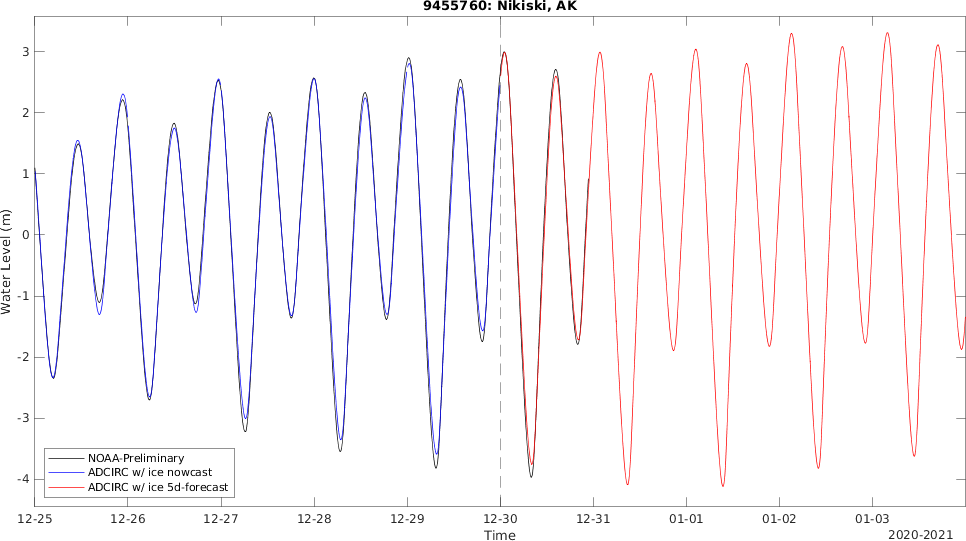 9455760: Nikiski, AK
Water Level (m)
3
2
1
0
-1
-2
-3
-4
NOAA-Preliminary
ADCIRC w/ ice nowcast
ADCIRC w/ ice 5d-forecast
12-25 12-26 12-27 12-28 12-29 12-30 12-31 01-01 01-02 01-03
Time
2020-2021